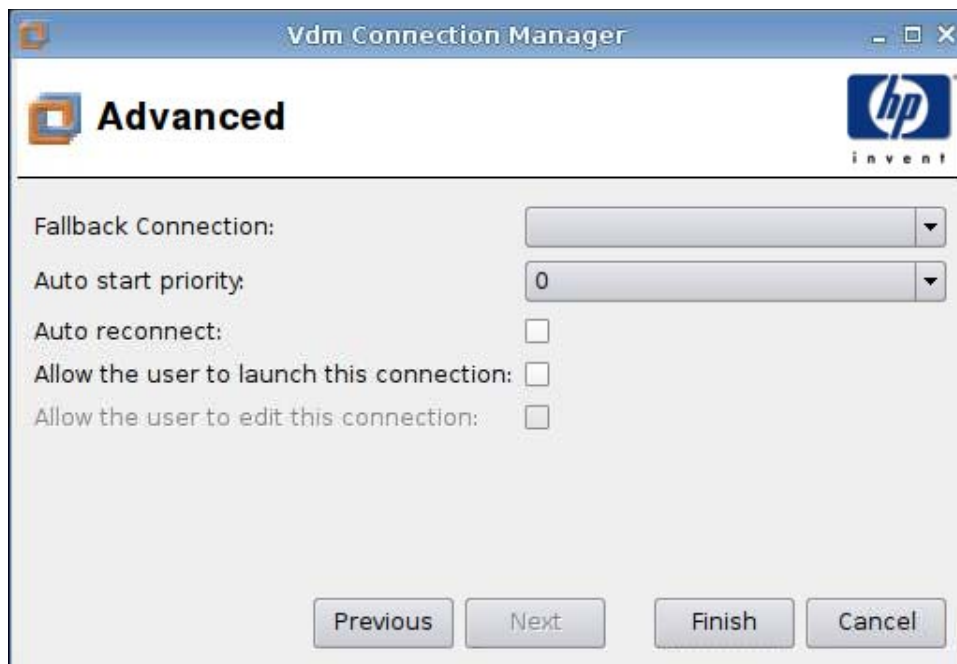 Vdm Connection Manager
Advanced
hp
invent
Fallback Connection:
Auto start priority: 0
Auto reconnect:
Allow the user to launch this connection:
Allow the user to edit this connection:
Previous Next Finish Cancel